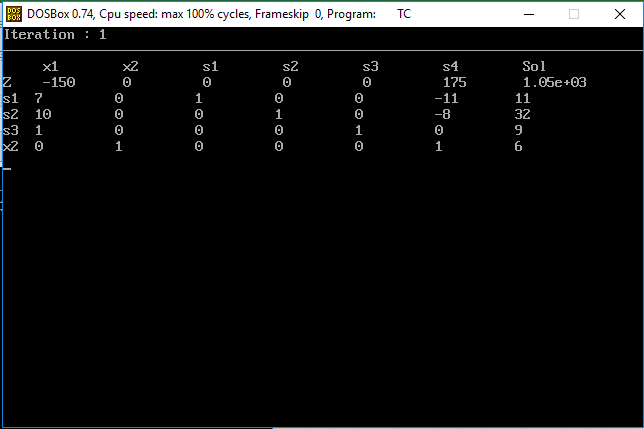 DOS BOX DOSBox 0.74, Cpu speed: max 100% cycles, Frameskip 0, Program: TC
Iteration : 1
x1 x2 s1 s2 s3 s4 Sol
Z -150 0 0 0 0 175 1.05e+03
s1 7 0 1 0 0 -11 11
s2 10 0 0 1 0 -8 32
s3 1 0 0 0 1 0 9
x2 0 1 0 0 0 1 6